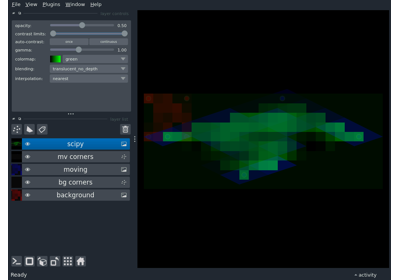 File View Plugins Window Help
layer controls
opacity: 0.50
contrast limits:
auto-contrast: once continuous
gamma: 1.00
colormap: green
blending: translucent_no_depth
interpolation: nearest
layer list
scipy
mv corners
moving
bg corners
background
Ready
activity